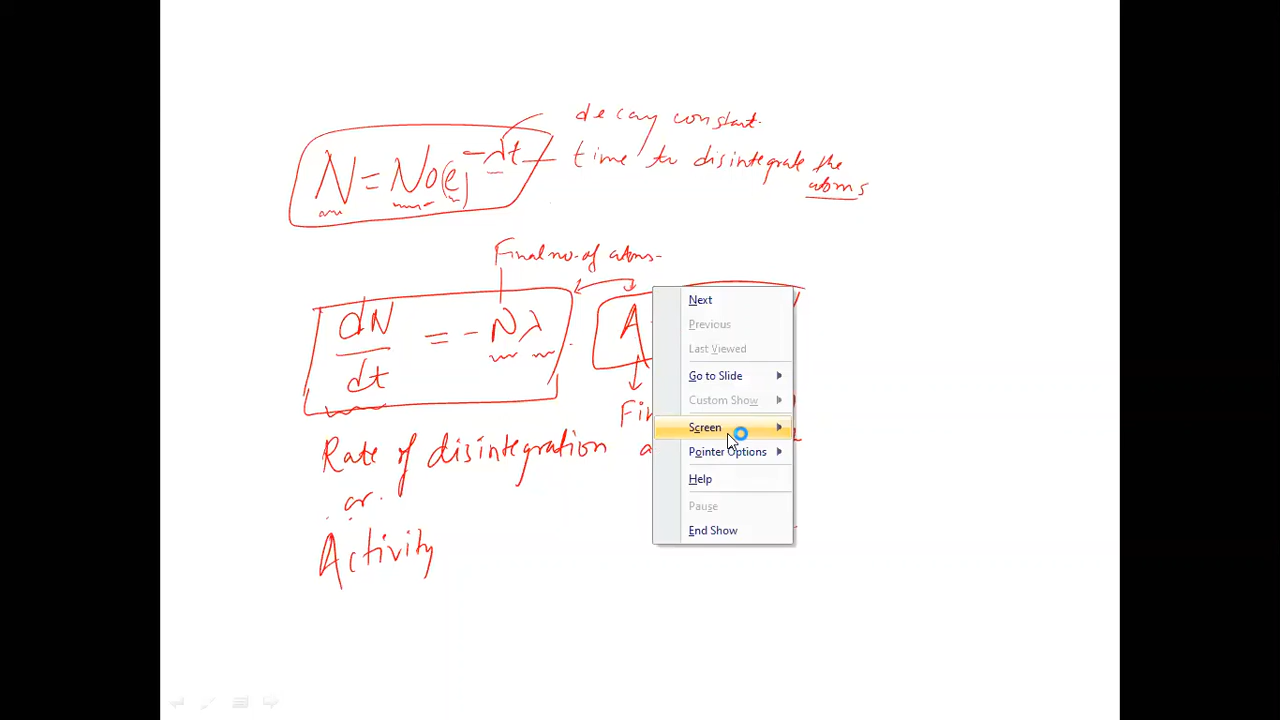 decay constant.
N = No(e)^-λt
time to disintegrate the
atoms
Final no. of atoms
dN/dt = -Nλ
A
Fin
Rate of disintegration
or.
Activity
Next
Previous
Last Viewed
Go to Slide
Custom Show
Screen
Pointer Options
Help
Pause
End Show